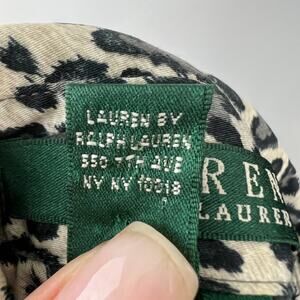 LAUREN BY
RALPH LAUREN
550 7TH AVE
NY NY 10018
REN
LAUREN